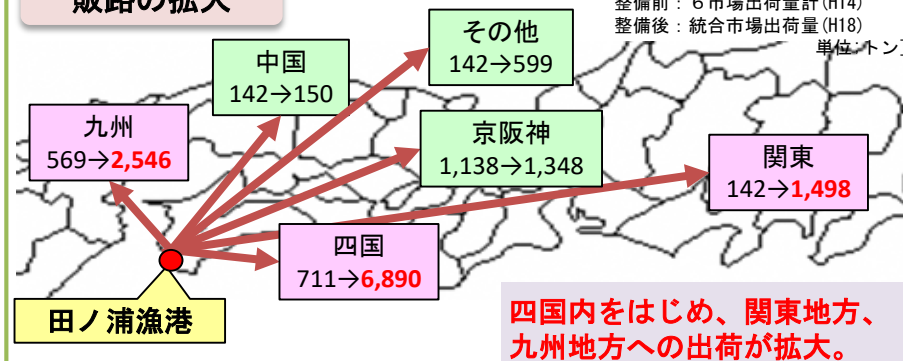 販路の拡大
整備前：６市場出荷量計(H14)
整備後：統合市場出荷量(H18)
単位:トン
その他
142→599
中国
142→150
九州
569→2,546
京阪神
1,138→1,348
関東
142→1,498
四国
711→6,890
田ノ浦漁港
四国内をはじめ、関東地方、
九州地方への出荷が拡大。